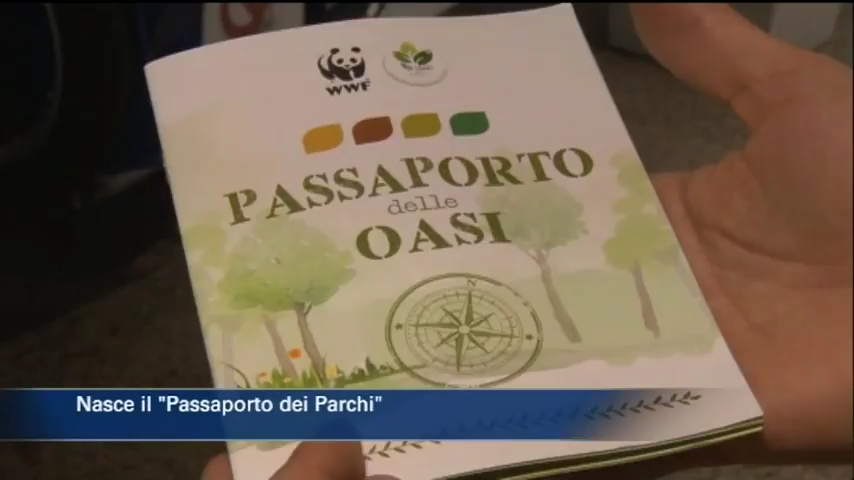 WWF
PASSAPORTO
delle
OASI
N
Nasce il "Passaporto dei Parchi"